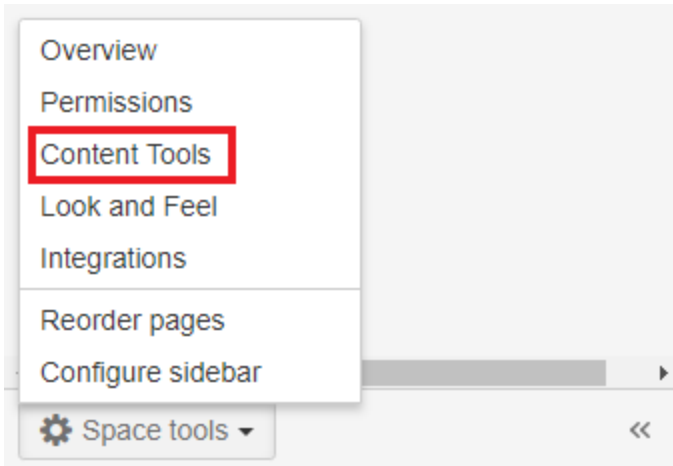 Overview
Permissions
Content Tools
Look and Feel
Integrations
Reorder pages
Configure sidebar
Space tools